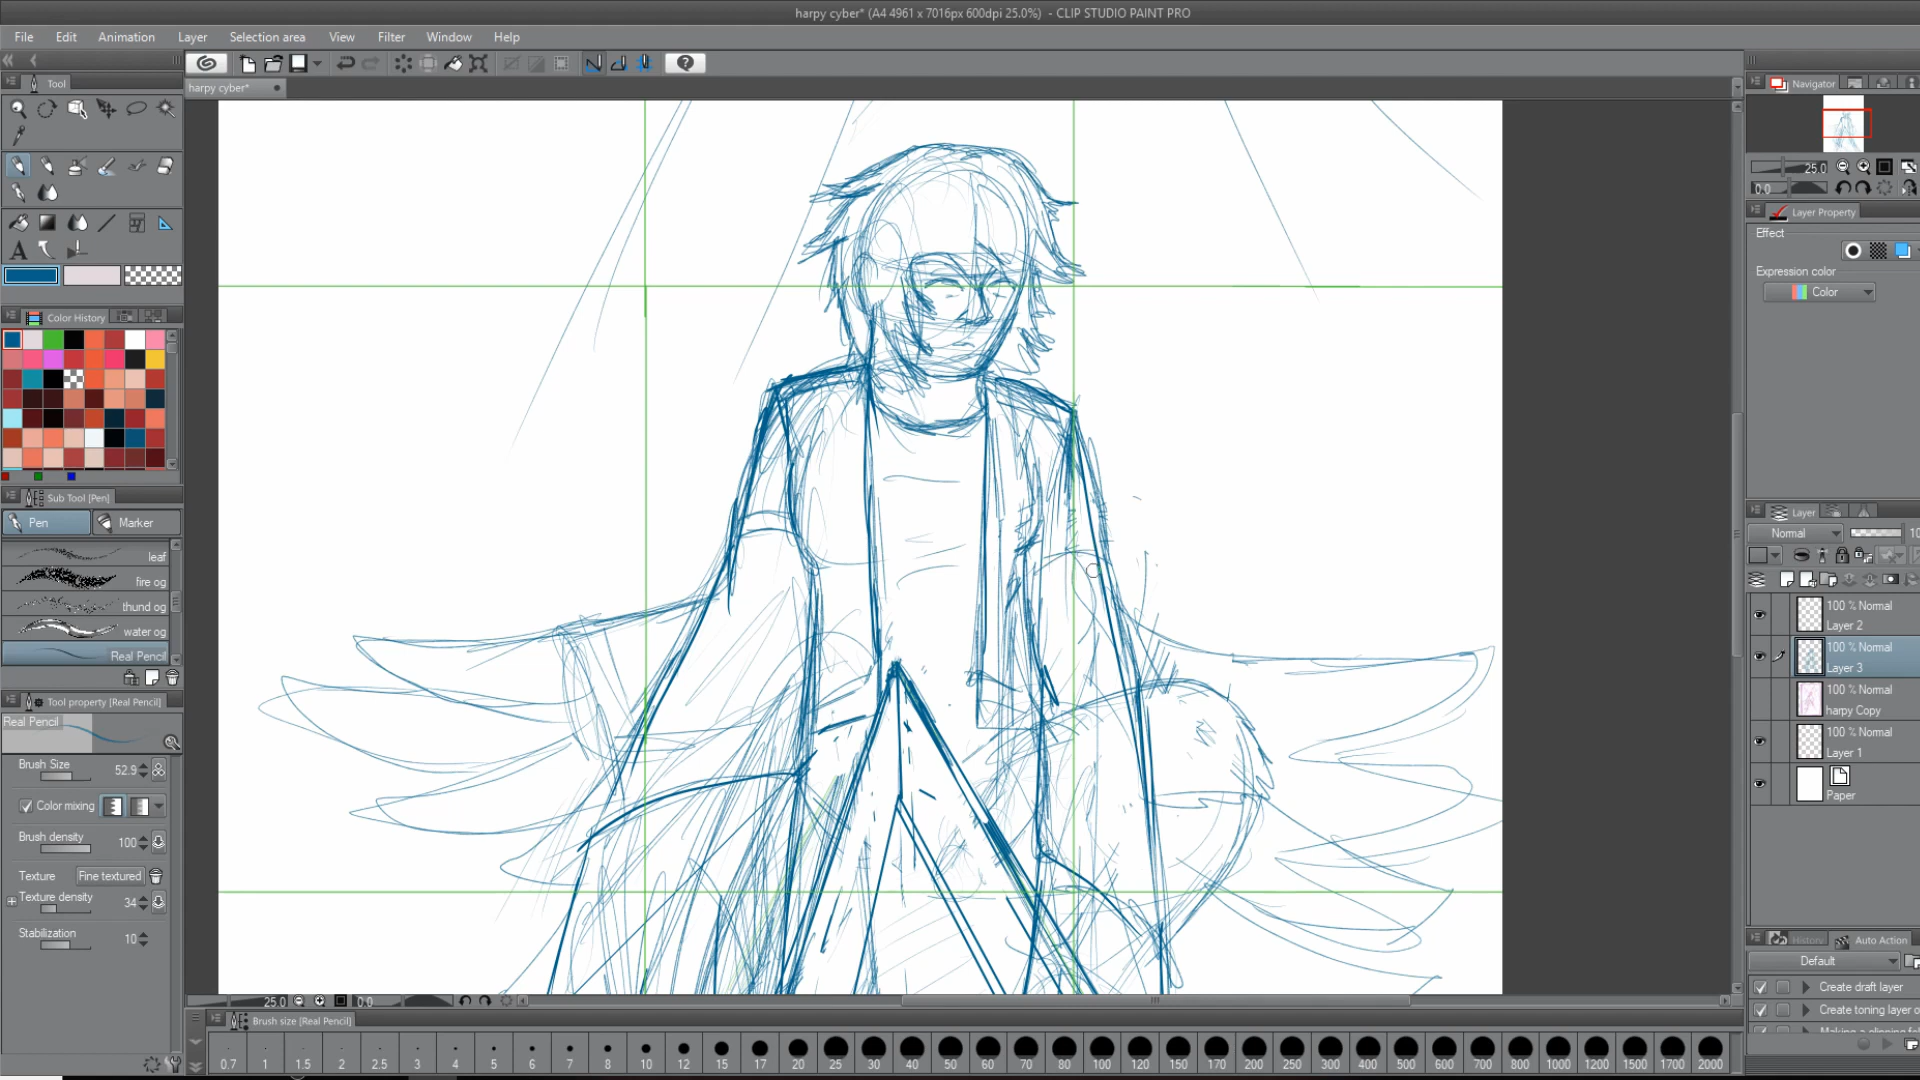 harpy cyber* (A4 4961 x 7016px 600dpi 25.0%) - CLIP STUDIO PAINT PRO
File Edit Animation Layer Selection area View Filter Window Help
Tool
harpy cyber*
Navigator
25.0
0.0
Layer Property
Effect
Expression color
Color
Color History
Sub Tool [Pen]
Pen
Marker
leaf
fire og
thund og
water og
Real Pencil
Tool property [Real Pencil]
Real Pencil
Brush Size 52.9
Color mixing
Brush density 100
Texture Fine textured
Texture density 34
Stabilization 10
Layer
Normal 10
100 % Normal
Layer 2
100 % Normal
Layer 3
100 % Normal
harpy Copy
100 % Normal
Layer 1
Paper
History Auto Action
Default
Create draft layer
Create toning layer o
25.0 0.0
Brush size [Real Pencil]
0.7 1 1.5 2 2.5 3 4 5 6 7 8 10 12 15 17 20 25 30 40 50 60 70 80 100 120 150 170 200 250 300 400 500 600 700 800 1000 1200 1500 1700 2000